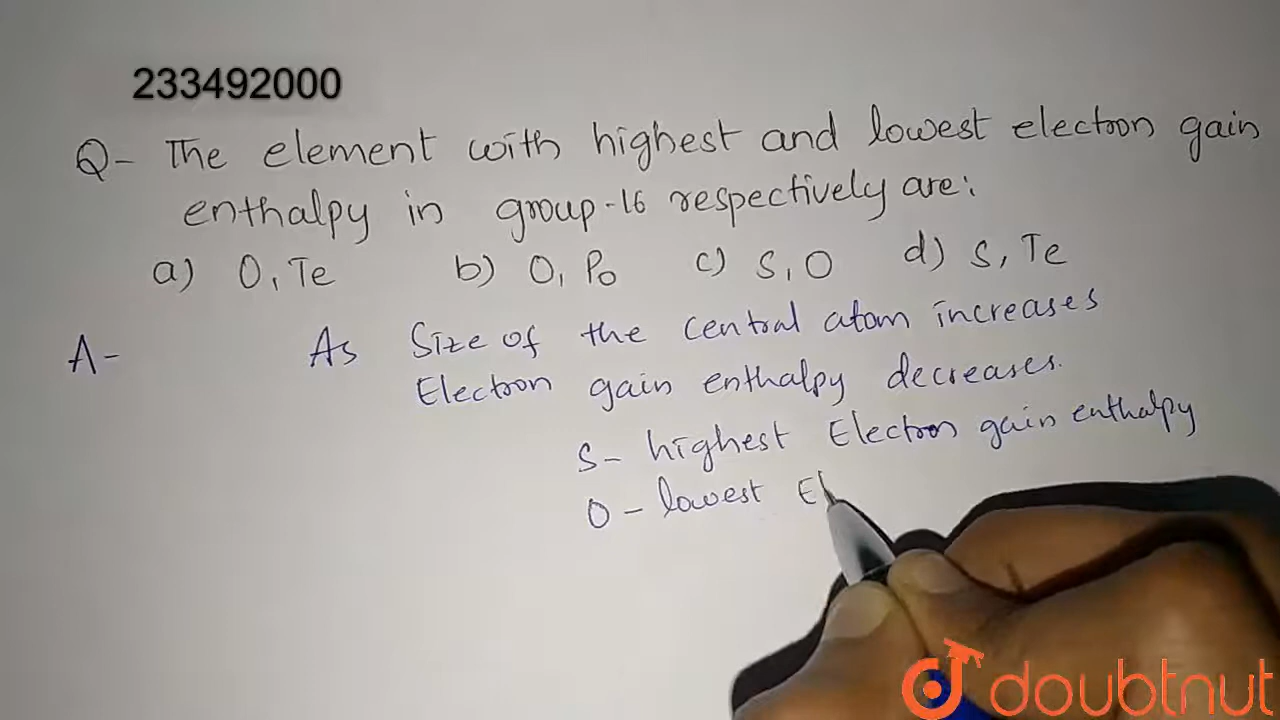 233492000
Q- The element with highest and lowest electron gain
enthalpy in group-16 respectively are:
a) O, Te b) O, Po c) S, O d) S, Te
A- As Size of the central atom increases
Electron gain enthalpy decreases.
S- highest Electron gain enthalpy
O- lowest El
doubtnut